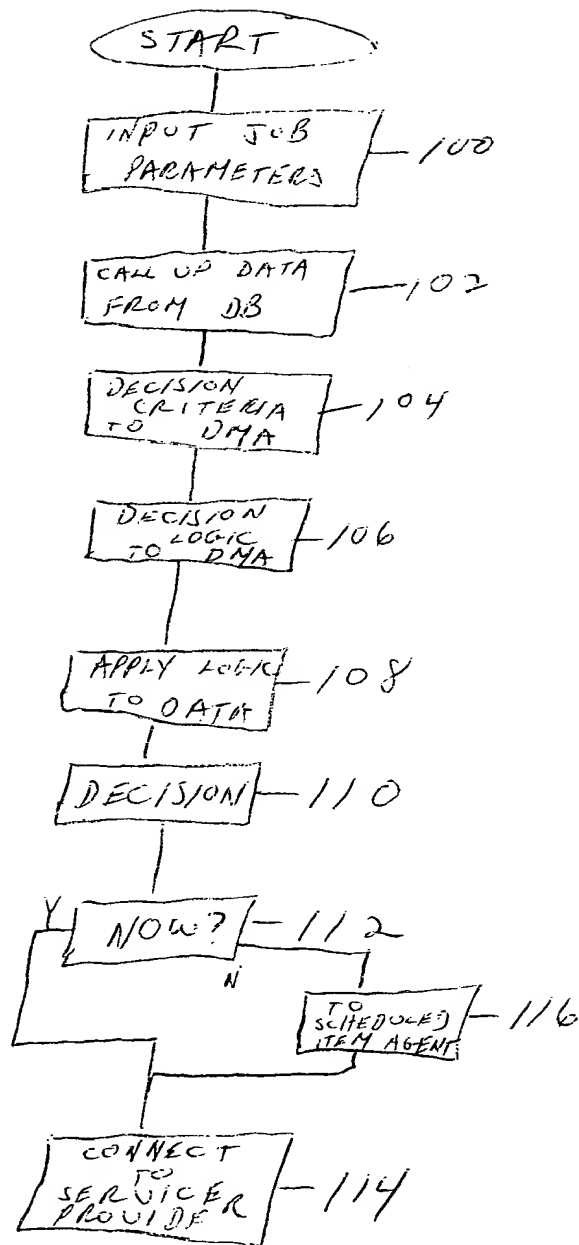 START
INPUT JOB
PARAMETERS
100
CALL UP DATA
FROM DB
102
DECISION
CRITERIA
TO DMA
104
DECISION
LOGIC
TO DMA
106
APPLY LOGIC
TO DATA
108
DECISION
110
Y
NOW?
112
N
TO
SCHEDULED
ITEM AGENT
116
CONNECT
TO
SERVICER
PROVIDE
114